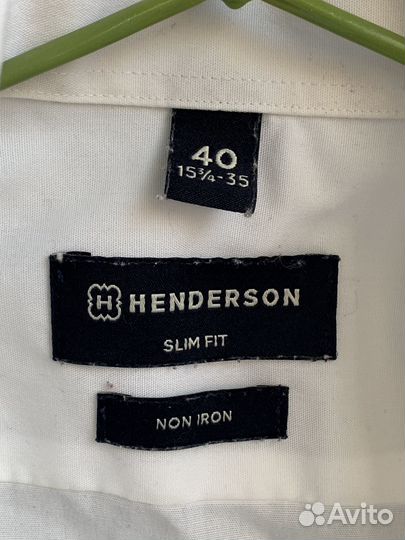 40
15¾-35
H HENDERSON
SLIM FIT
NON IRON
Avito